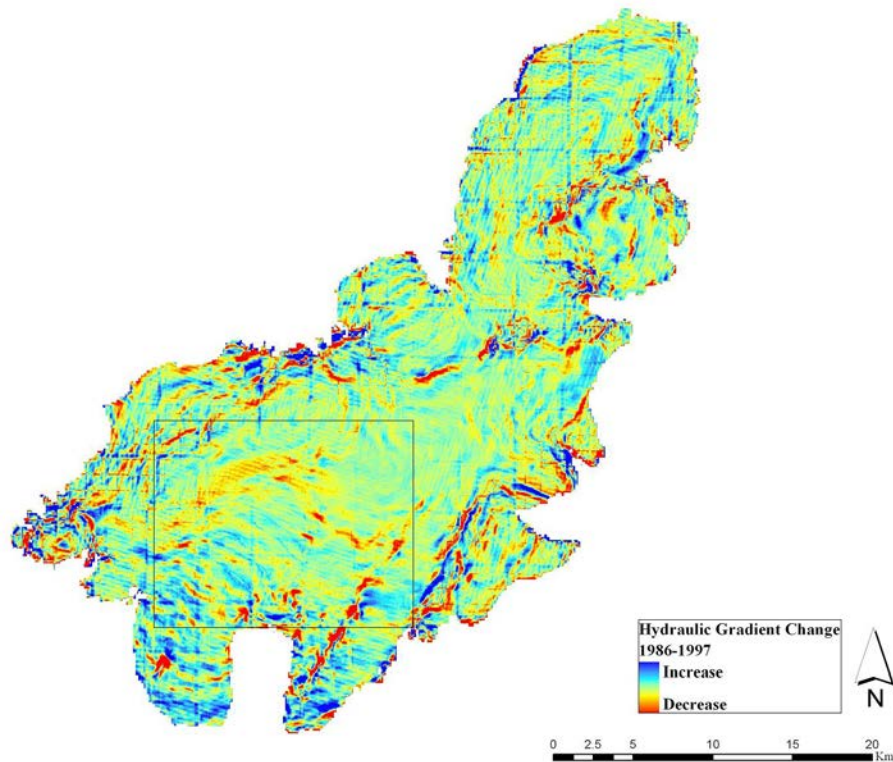 Hydraulic Gradient Change
1986-1997
Increase
Decrease
N
0 2.5 5 10 15 20
Km